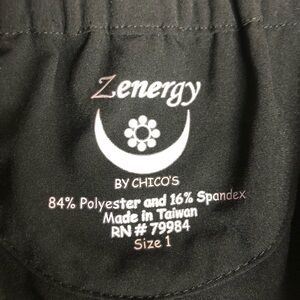 Zenergy
BY CHICO'S
84% Polyester and 16% Spandex
Made in Taiwan
RN # 79984
Size 1